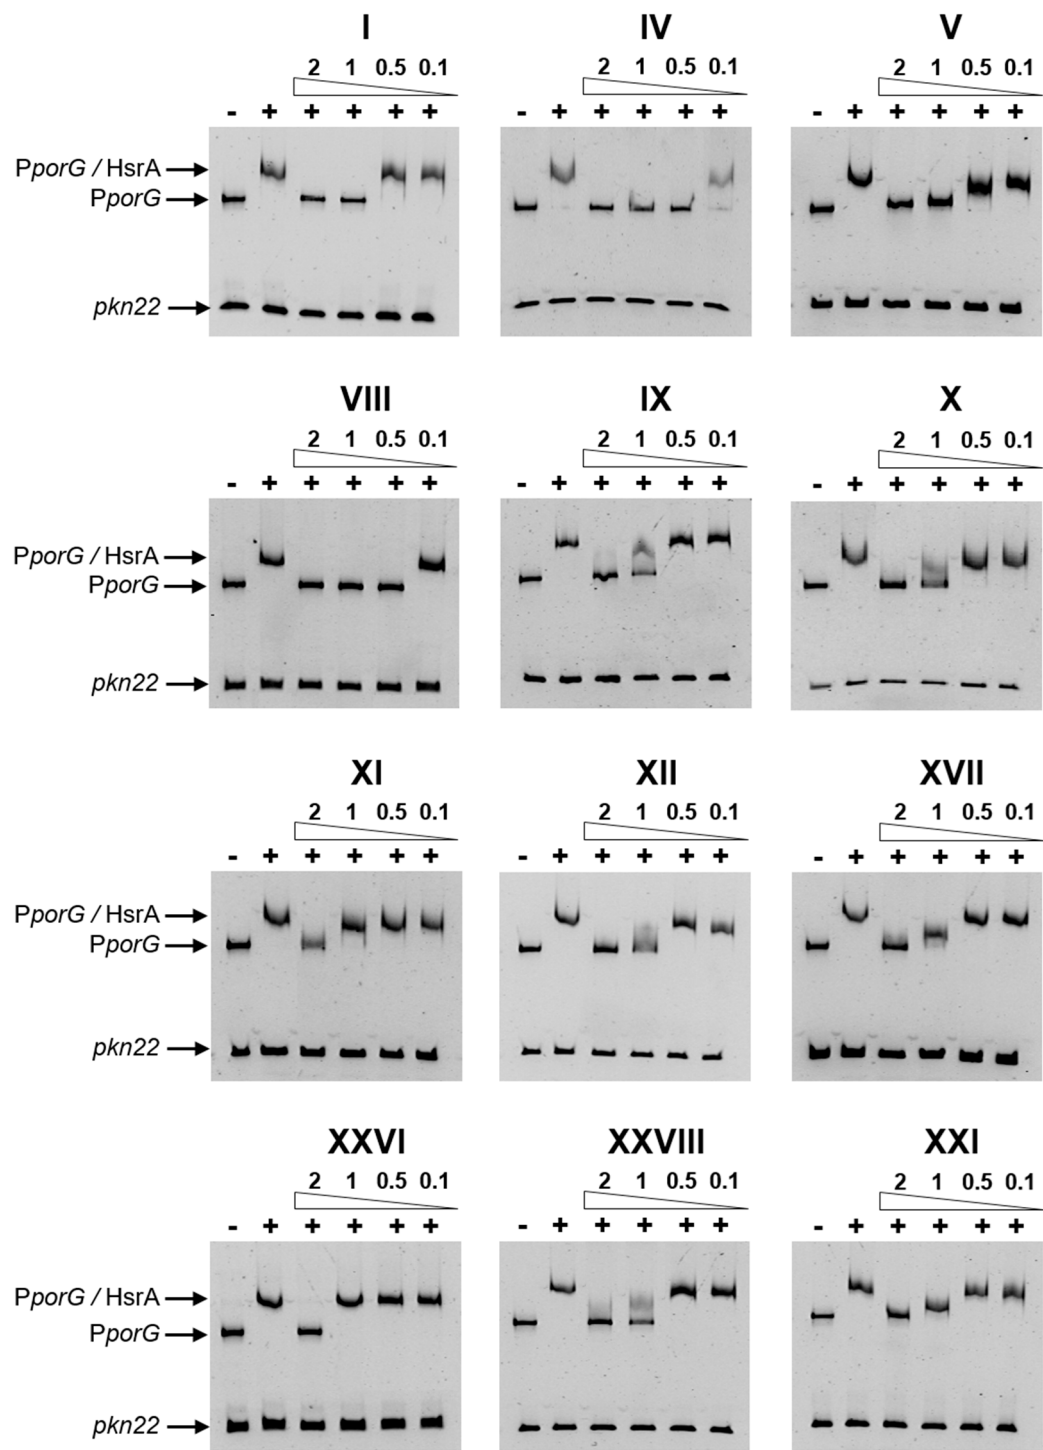 I IV V
2 1 0.5 0.1 2 1 0.5 0.1 2 1 0.5 0.1
- + + + + + - + + + + + - + + + + +
PporG / HsrA
PporG
pkn22
VIII IX X
2 1 0.5 0.1 2 1 0.5 0.1 2 1 0.5 0.1
- + + + + + - + + + + + - + + + + +
PporG / HsrA
PporG
pkn22
XI XII XVII
2 1 0.5 0.1 2 1 0.5 0.1 2 1 0.5 0.1
- + + + + + - + + + + + - + + + + +
PporG / HsrA
PporG
pkn22
XXVI XXVIII XXI
2 1 0.5 0.1 2 1 0.5 0.1 2 1 0.5 0.1
- + + + + + - + + + + + - + + + + +
PporG / HsrA
PporG
pkn22